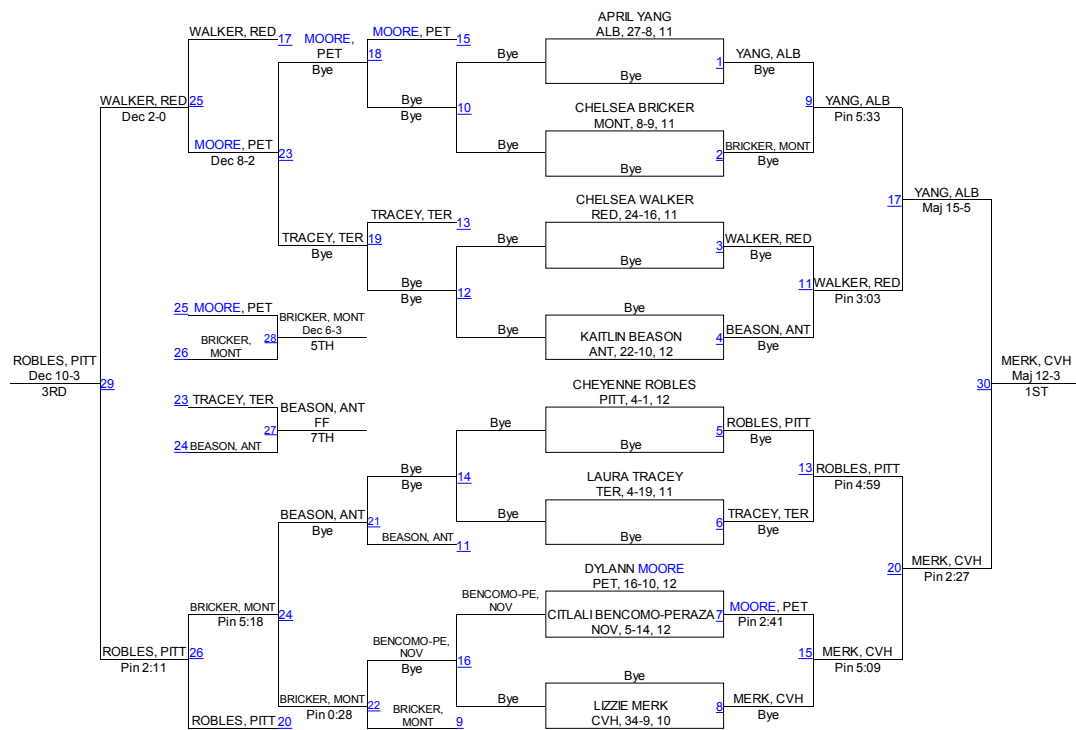 APRIL YANG
ALB, 27-8, 11
WALKER, RED
17
MOORE,
PET
Bye
MOORE, PET
15
18
Bye
Bye
1
YANG, ALB
Bye
WALKER, RED
25
Dec 2-0
Bye
Bye
10
CHELSEA BRICKER
MONT, 8-9, 11
9
YANG, ALB
Pin 5:33
MOORE, PET
23
Dec 8-2
Bye
Bye
2
BRICKER, MONT
Bye
CHELSEA WALKER
RED, 24-16, 11
17
YANG, ALB
Maj 15-5
TRACEY, TER
13
TRACEY, TER
19
Bye
Bye
Bye
3
WALKER, RED
Bye
Bye
Bye
12
11
WALKER, RED
Pin 3:03
25
MOORE, PET
BRICKER, MONT
Dec 6-3
28
5TH
26
BRICKER,
MONT
Bye
Bye
KAITLIN BEASON
ANT, 22-10, 12
4
BEASON, ANT
Bye
ROBLES, PITT
Dec 10-3
3RD
29
MERK, CVH
Maj 12-3
1ST
30
CHEYENNE ROBLES
PITT, 4-1, 12
23
TRACEY, TER
BEASON, ANT
FF
27
7TH
24
BEASON, ANT
Bye
Bye
5
ROBLES, PITT
Bye
Bye
Bye
14
LAURA TRACEY
TER, 4-19, 11
13
ROBLES, PITT
Pin 4:59
BEASON, ANT
21
Bye
BEASON, ANT
11
Bye
Bye
6
TRACEY, TER
Bye
DYLANN MOORE
PET, 16-10, 12
20
MERK, CVH
Pin 2:27
BENCOMO-PE,
NOV
CITLALI BENCOMO-PERAZA
NOV, 5-14, 12
7
MOORE, PET
Pin 2:41
BRICKER, MONT
24
Pin 5:18
BENCOMO-PE,
NOV
Bye
16
15
MERK, CVH
Pin 5:09
ROBLES, PITT
26
Pin 2:11
Bye
Bye
LIZZIE MERK
CVH, 34-9, 10
8
MERK, CVH
Bye
BRICKER, MONT
22
Pin 0:28
BRICKER,
MONT
9
ROBLES, PITT
20